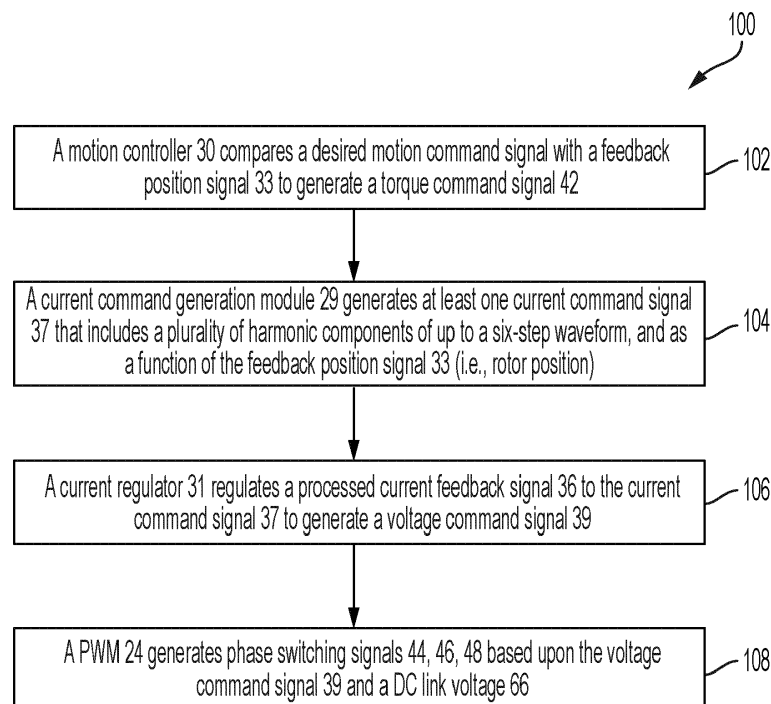 100
A motion controller 30 compares a desired motion command signal with a feedback
position signal 33 to generate a torque command signal 42
102
A current command generation module 29 generates at least one current command signal
37 that includes a plurality of harmonic components of up to a six-step waveform, and as
a function of the feedback position signal 33 (i.e., rotor position)
104
A current regulator 31 regulates a processed current feedback signal 36 to the current
command signal 37 to generate a voltage command signal 39
106
A PWM 24 generates phase switching signals 44, 46, 48 based upon the voltage
command signal 39 and a DC link voltage 66
108